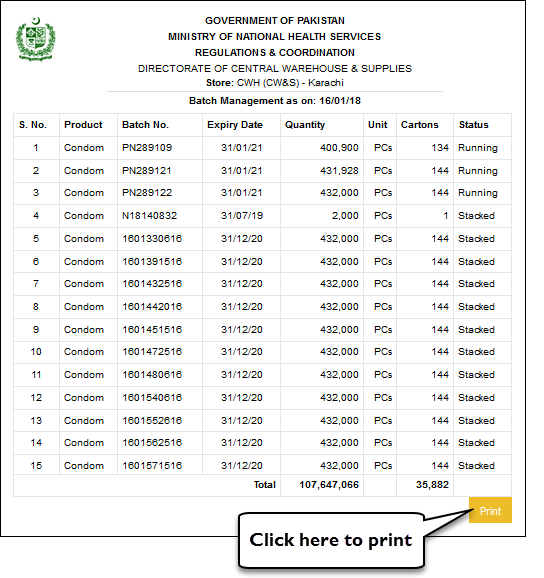 GOVERNMENT OF PAKISTAN
MINISTRY OF NATIONAL HEALTH SERVICES
REGULATIONS & COORDINATION
DIRECTORATE OF CENTRAL WAREHOUSE & SUPPLIES
Store: CWH (CW&S) - Karachi
Batch Management as on: 16/01/18
S. No. Product Batch No. Expiry Date Quantity Unit Cartons Status
1 Condom PN289109 31/01/21 400,900 PCs 134 Running
2 Condom PN289121 31/01/21 431,928 PCs 144 Running
3 Condom PN289122 31/01/21 432,000 PCs 144 Running
4 Condom N18140832 31/07/19 2,000 PCs 1 Stacked
5 Condom 1601330616 31/12/20 432,000 PCs 144 Stacked
6 Condom 1601391516 31/12/20 432,000 PCs 144 Stacked
7 Condom 1601432516 31/12/20 432,000 PCs 144 Stacked
8 Condom 1601442016 31/12/20 432,000 PCs 144 Stacked
9 Condom 1601451516 31/12/20 432,000 PCs 144 Stacked
10 Condom 1601472516 31/12/20 432,000 PCs 144 Stacked
11 Condom 1601480616 31/12/20 432,000 PCs 144 Stacked
12 Condom 1601540616 31/12/20 432,000 PCs 144 Stacked
13 Condom 1601552616 31/12/20 432,000 PCs 144 Stacked
14 Condom 1601562516 31/12/20 432,000 PCs 144 Stacked
15 Condom 1601571516 31/12/20 432,000 PCs 144 Stacked
Total 107,647,066 35,882
Print
Click here to print